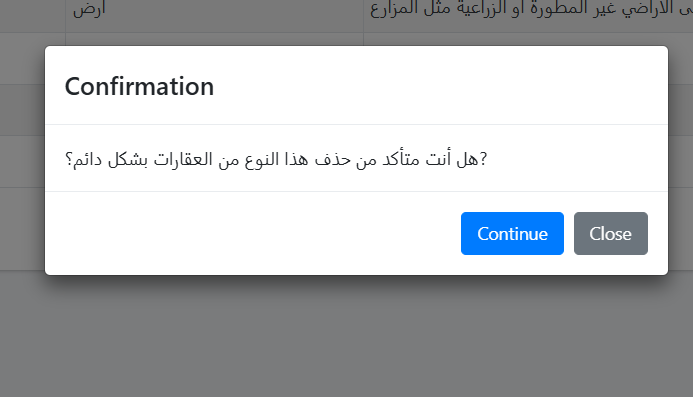 ارض
ى الاراضي غير المطورة او الزراعية مثل المزارع
Confirmation
هل أنت متأكد من حذف هذا النوع من العقارات بشكل دائم؟?
Continue
Close